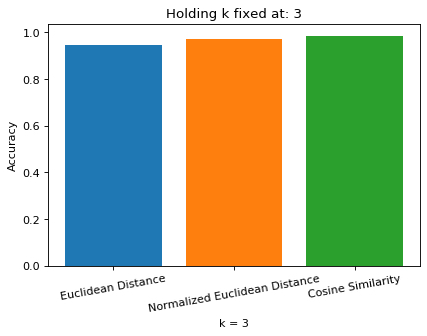 Holding k fixed at: 3
Accuracy
1.0
0.8
0.6
0.4
0.2
0.0
Euclidean Distance
Normalized Euclidean Distance
Cosine Similarity
k = 3